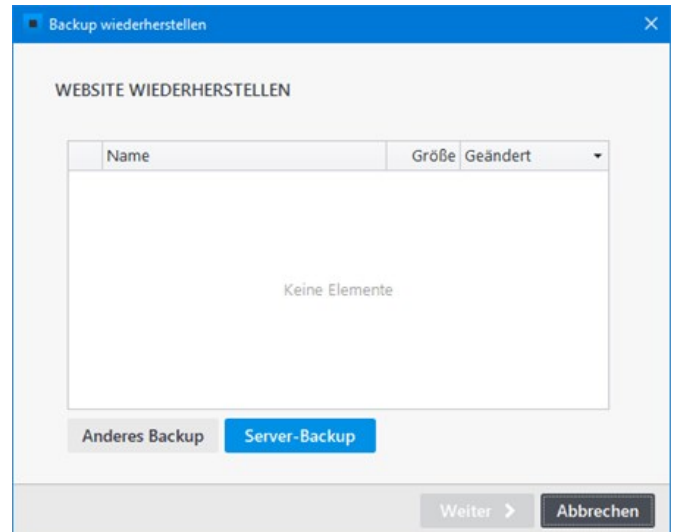 Backup wiederherstellen
WEBSITE WIEDERHERSTELLEN
Name Größe Geändert
Keine Elemente
Anderes Backup Server-Backup
Weiter Abbrechen